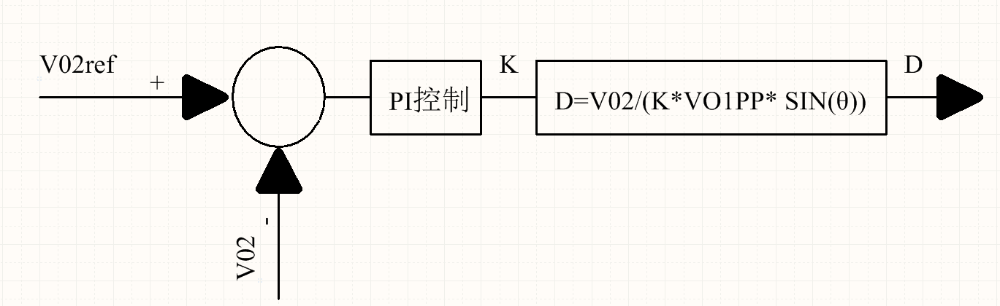 V02ref
+
PI控制
K
D=V02/(K*VO1PP* SIN(θ))
D
-
V02